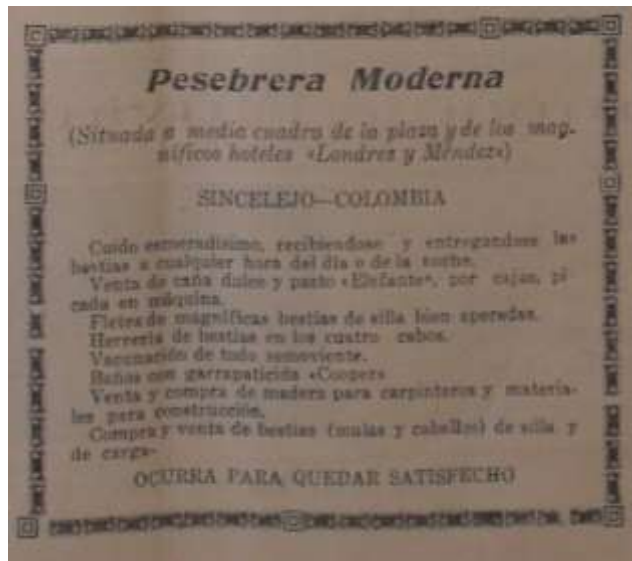 Pesebrera Moderna
(Situada a media cuadra de la plaza y de los mag-
níficos hoteles «Londres y Méndez»)
SINCELEJO—COLOMBIA
Cuido esmeradísimo, recibiendose y entregandose las
bestias a cualquier hora del día o de la noche.
Venta de caña dulce y pasto «Elefante», por cajas, pi
cada en máquina.
Fletes de magníficas bestias de silla bien aperadas.
Herrería de bestias en los cuatro cabos.
Vacunación de todo semoviente.
Baños con garrapaticida «Cooper»
Venta y compra de madera para carpinteros y materia-
les para construcción.
Compra y venta de bestias (mulas y caballos) de silla y
de carga-
OCURRA PARA QUEDAR SATISFECHO